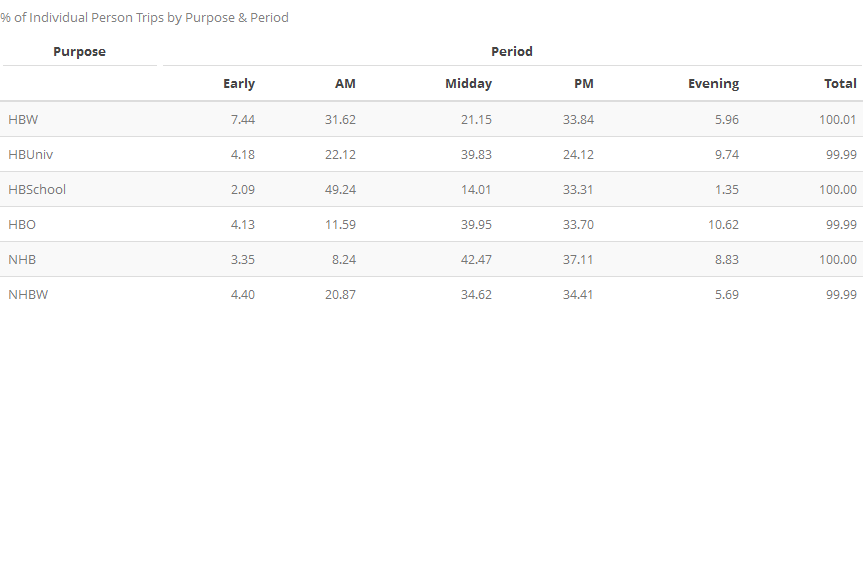 % of Individual Person Trips by Purpose & Period
Purpose Period
Early AM Midday PM Evening Total
HBW 7.44 31.62 21.15 33.84 5.96 100.01
HBUniv 4.18 22.12 39.83 24.12 9.74 99.99
HBSchool 2.09 49.24 14.01 33.31 1.35 100.00
HBO 4.13 11.59 39.95 33.70 10.62 99.99
NHB 3.35 8.24 42.47 37.11 8.83 100.00
NHBW 4.40 20.87 34.62 34.41 5.69 99.99